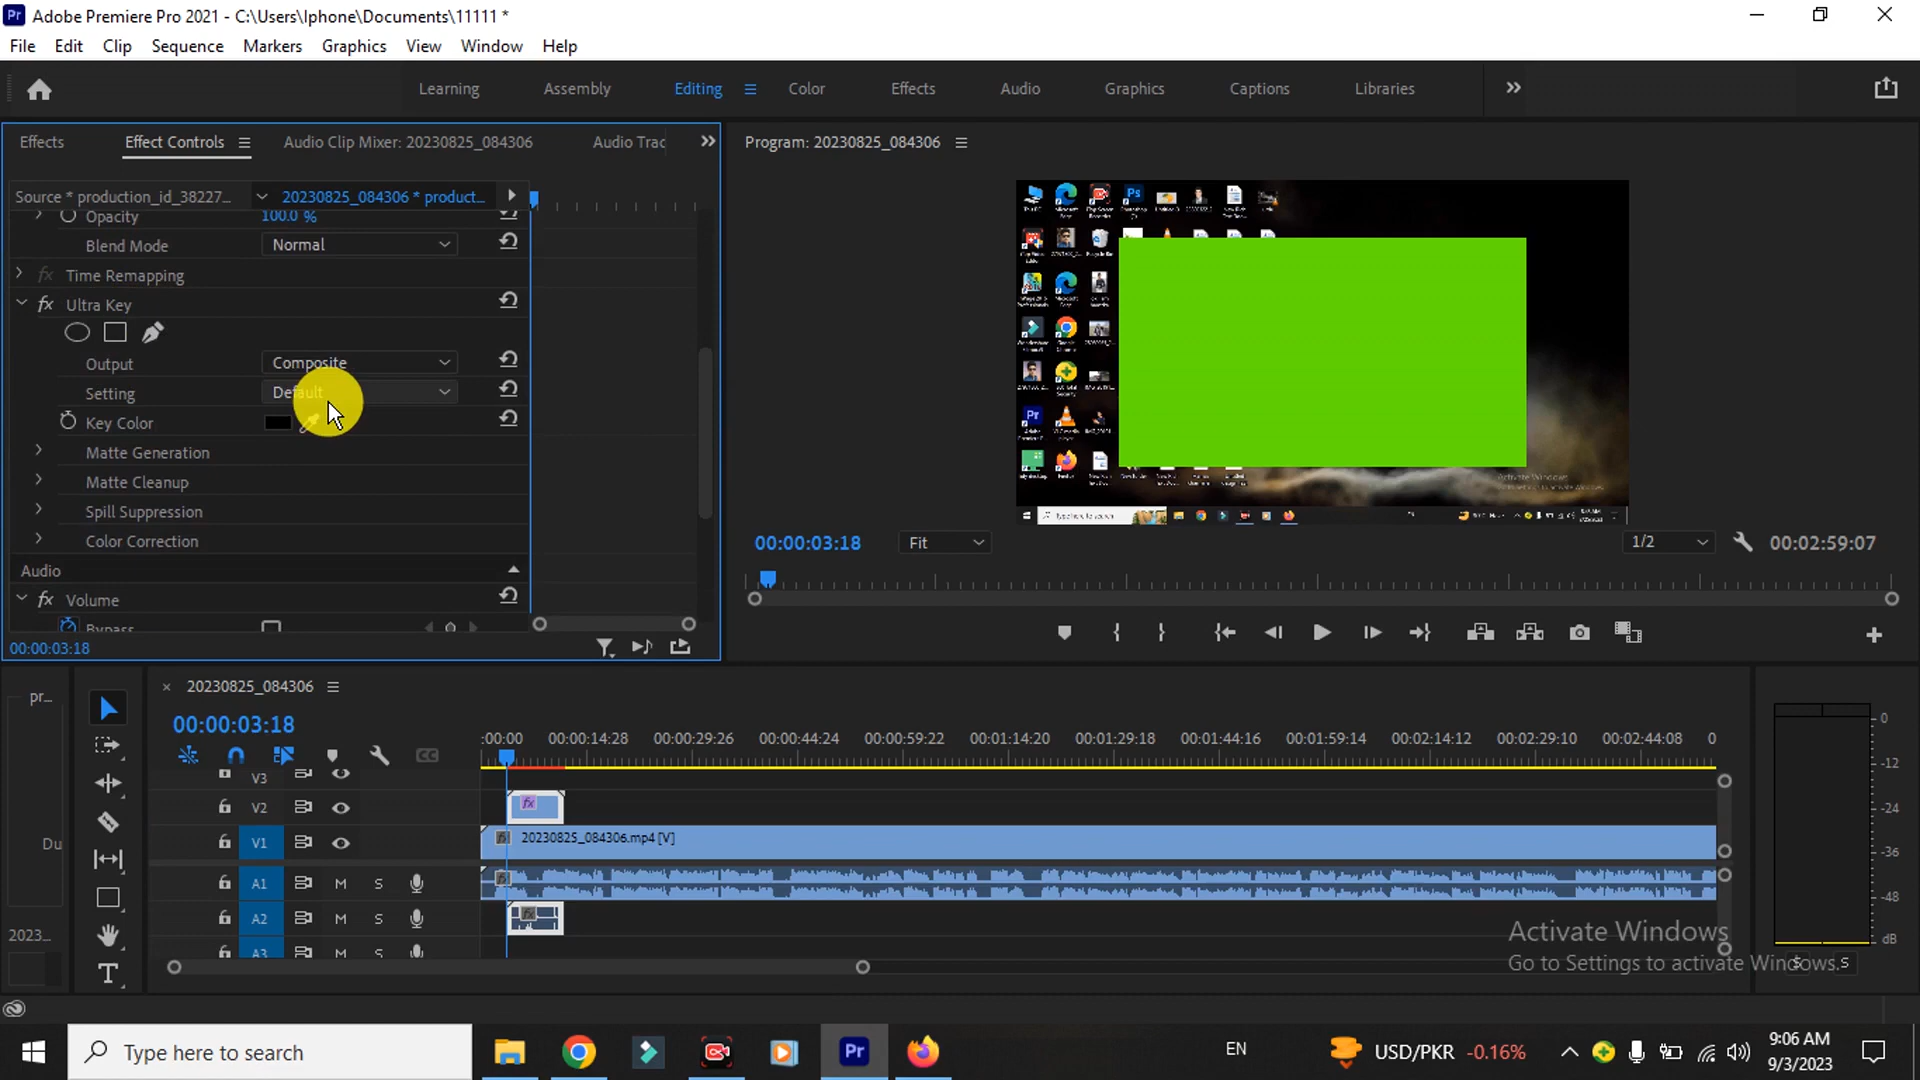 Adobe Premiere Pro 2021 - C:\Users\Iphone\Documents\11111 *
File Edit Clip Sequence Markers Graphics View Window Help
Learning Assembly Editing Color Effects Audio Graphics Captions Libraries
Effects Effect Controls Audio Clip Mixer: 20230825_084306 Audio Trac
Program: 20230825_084306
Source * production_id_38227... 20230825_084306 * product...
Opacity 100.0 %
Blend Mode Normal
Time Remapping
fx Ultra Key
Output Composite
Setting Default
Key Color
Matte Generation
Matte Cleanup
Spill Suppression
Color Correction
Audio
fx Volume
Bypass
00:00:03:18
00:00:03:18 Fit 1/2 00:02:59:07
pr...
Du
2023...
20230825_084306
00:00:03:18
:00:00 00:00:14:28 00:00:29:26 00:00:44:24 00:00:59:22 00:01:14:20 00:01:29:18 00:01:44:16 00:01:59:14 00:02:14:12 00:02:29:10 00:02:44:08 0
V3
V2 fx
V1 20230825_084306.mp4 [V]
A1 M S
A2 M S
A3 M S
0
-12
-24
-36
-48
dB
S S
Activate Windows
Go to Settings to activate Windows.
Type here to search
Pr
EN
USD/PKR -0.16%
9:06 AM
9/3/2023